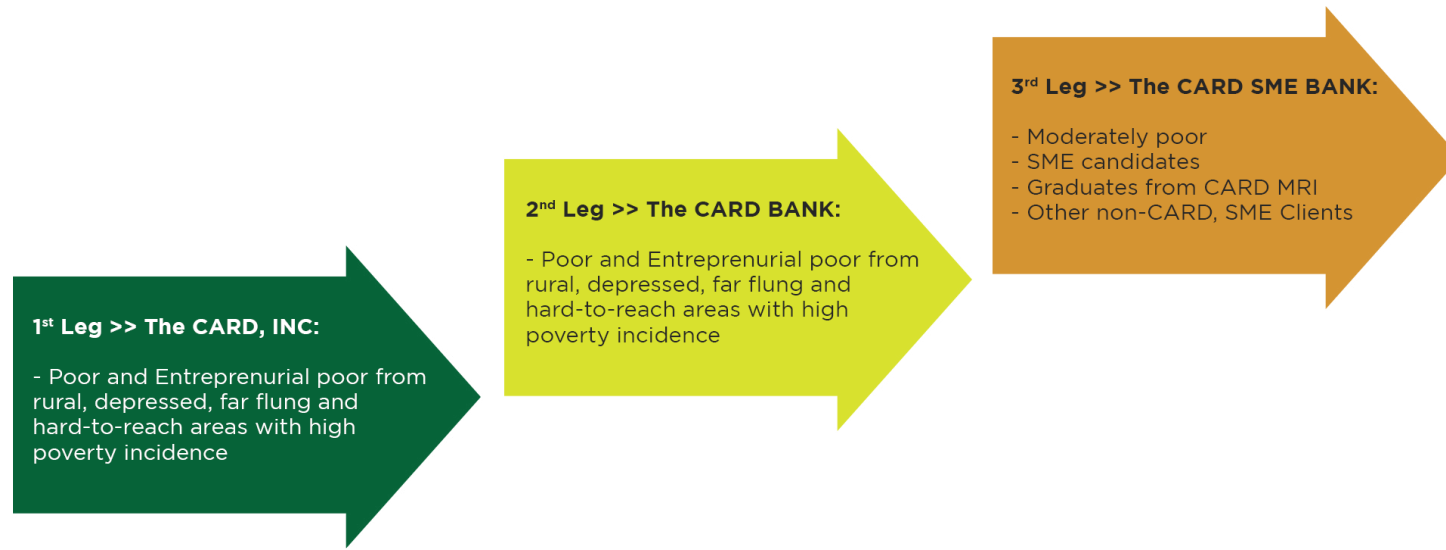 1st Leg >> The CARD, INC:
- Poor and Entreprenurial poor from
rural, depressed, far flung and
hard-to-reach areas with high
poverty incidence
2nd Leg >> The CARD BANK:
- Poor and Entreprenurial poor from
rural, depressed, far flung and
hard-to-reach areas with high
poverty incidence
3rd Leg >> The CARD SME BANK:
- Moderately poor
- SME candidates
- Graduates from CARD MRI
- Other non-CARD, SME Clients